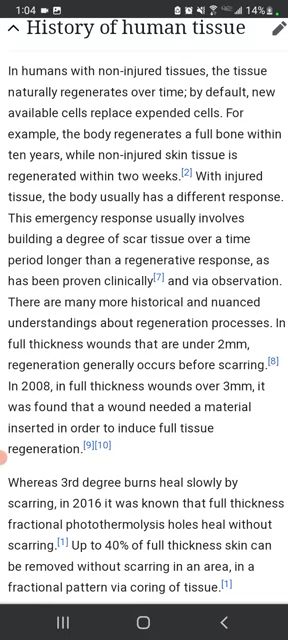 1:04 14%
History of human tissue
In humans with non-injured tissues, the tissue
naturally regenerates over time; by default, new
available cells replace expended cells. For
example, the body regenerates a full bone within
ten years, while non-injured skin tissue is
regenerated within two weeks.[2] With injured
tissue, the body usually has a different response.
This emergency response usually involves
building a degree of scar tissue over a time
period longer than a regenerative response, as
has been proven clinically[7] and via observation.
There are many more historical and nuanced
understandings about regeneration processes. In
full thickness wounds that are under 2mm,
regeneration generally occurs before scarring.[8]
In 2008, in full thickness wounds over 3mm, it
was found that a wound needed a material
inserted in order to induce full tissue
regeneration.[9][10]
Whereas 3rd degree burns heal slowly by
scarring, in 2016 it was known that full thickness
fractional photothermolysis holes heal without
scarring.[1] Up to 40% of full thickness skin can
be removed without scarring in an area, in a
fractional pattern via coring of tissue.[1]